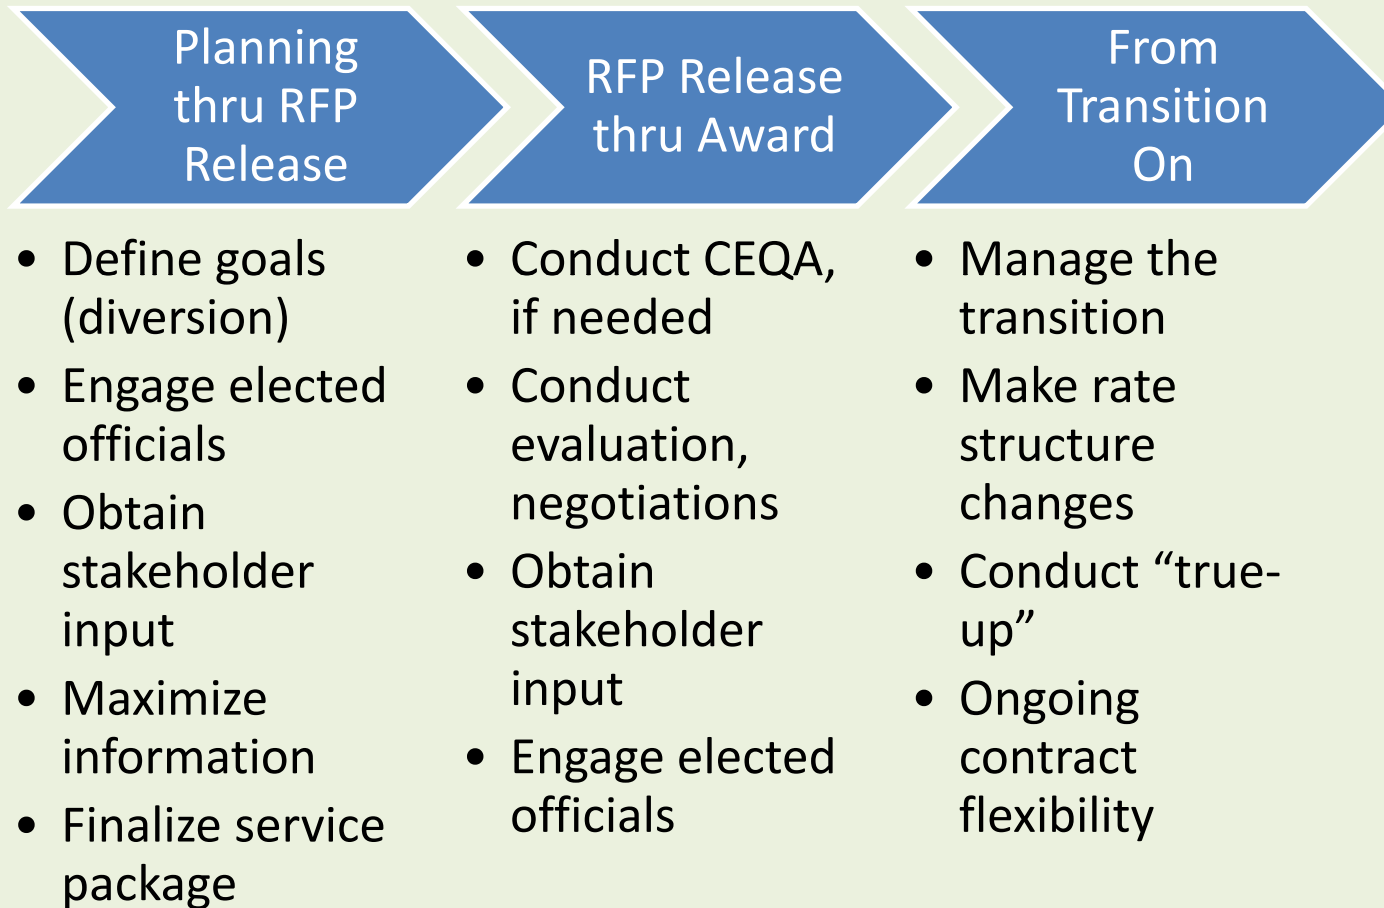 Planning
thru RFP
Release
• Define goals
(diversion)
• Engage elected
officials
• Obtain
stakeholder
input
• Maximize
information
• Finalize service
package
RFP Release
thru Award
• Conduct CEQA,
if needed
• Conduct
evaluation,
negotiations
• Obtain
stakeholder
input
• Engage elected
officials
From
Transition
On
• Manage the
transition
• Make rate
structure
changes
• Conduct “true-
up”
• Ongoing
contract
flexibility